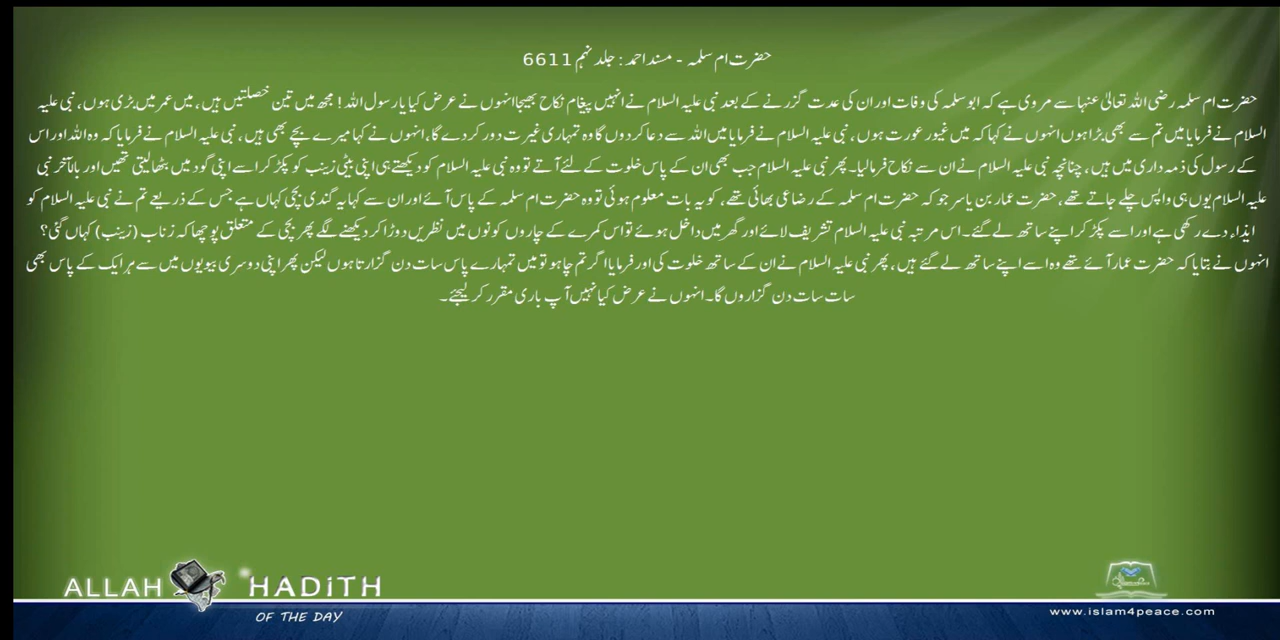 حضرت ام سلمہ - مسند احمد : جلد نہم 6611
حضرت ام سلمہ رضی اللہ تعالیٰ عنہا سے مروی ہے کہ ابوسلمہ کی وفات اور ان کی عدت گزرنے کے بعد نبی علیہ السلام نے انہیں پیغام نکاح بھیجا انہوں نے عرض کیا یا رسول اللہ ! مجھ میں تین خصلتیں ہیں، میں عمر میں بڑی ہوں، نبی علیہ
السلام نے فرمایا میں تم سے بھی بڑا ہوں انہوں نے کہا کہ میں غیور عورت ہوں، نبی علیہ السلام نے فرمایا میں اللہ سے دعا کر دوں گا وہ تمہاری غیرت دور کر دے گا، انہوں نے کہا میرے بچے بھی ہیں، نبی علیہ السلام نے فرمایا کہ وہ اللہ اور اس
کے رسول کی ذمہ داری میں ہیں، چنانچہ نبی علیہ السلام نے ان سے نکاح فرمالیا۔ پھر نبی علیہ السلام جب بھی ان کے پاس خلوت کے لئے آتے تو وہ نبی علیہ السلام کو دیکھتے ہی اپنی بیٹی زینب کو پکڑ کر اسے اپنی گود میں بٹھا لیتی تھیں اور بالآخر نبی
علیہ السلام یوں ہی واپس چلے جاتے تھے، حضرت عمار بن یاسر جو کہ حضرت ام سلمہ کے رضاعی بھائی تھے، کو یہ بات معلوم ہوئی تو وہ حضرت ام سلمہ کے پاس آئے اور ان سے کہا یہ گندی بچی کہاں ہے جس کے ذریعے تم نے نبی علیہ السلام کو
ایذاء دے رکھی ہے اور اسے پکڑ کر اپنے ساتھ لے گئے۔ اس مرتبہ نبی علیہ السلام تشریف لائے اور گھر میں داخل ہوئے تو اس کمرے کے چاروں کونوں میں نظریں دوڑا کر دیکھنے لگے پھر بچی کے متعلق پوچھا کہ زناب (زینب) کہاں گئی؟
انہوں نے بتایا کہ حضرت عمار آئے تھے وہ اسے اپنے ساتھ لے گئے ہیں، پھر نبی علیہ السلام نے ان کے ساتھ خلوت کی اور فرمایا اگر تم چاہو تو میں تمہارے پاس سات دن گزارتا ہوں لیکن پھر اپنی دوسری بیویوں میں سے ہر ایک کے پاس بھی
سات سات دن گزاروں گا۔ انہوں نے عرض کیا نہیں آپ باری مقرر کر لیجئے۔
ALLAH HADITH
OF THE DAY
www.islam4peace.com